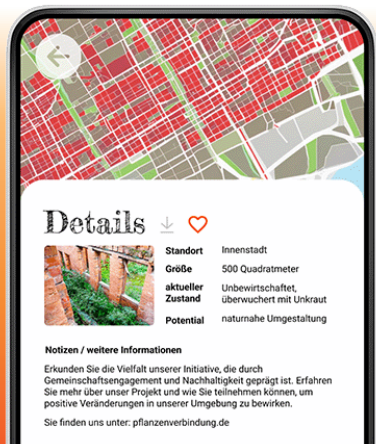 Details
Standort Innenstadt
Größe 500 Quadratmeter
aktueller Unbewirtschaftet,
Zustand überwuchert mit Unkraut
Potential naturnahe Umgestaltung
Notizen / weitere Informationen
Erkunden Sie die Vielfalt unserer Initiative, die durch
Gemeinschaftsengagement und Nachhaltigkeit geprägt ist. Erfahren
Sie mehr über unser Projekt und wie Sie teilnehmen können, um
positive Veränderungen in unserer Umgebung zu bewirken.
Sie finden uns unter: pflanzenverbindung.de